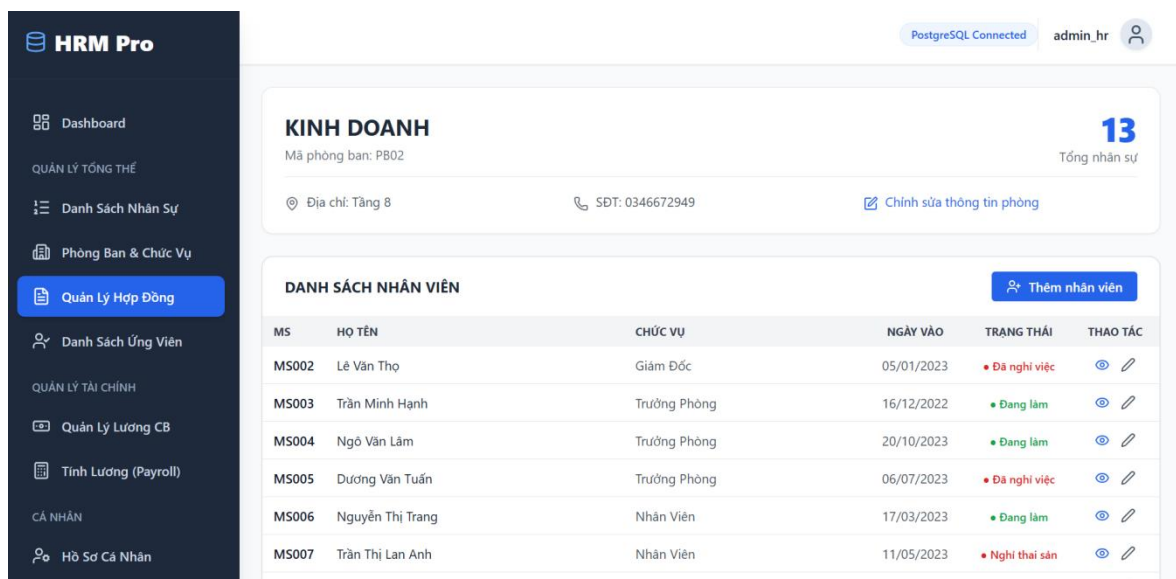 HRM Pro
PostgreSQL Connected
admin_hr
Dashboard
QUẢN LÝ TỔNG THỂ
Danh Sách Nhân Sự
Phòng Ban & Chức Vụ
Quản Lý Hợp Đồng
Danh Sách Ứng Viên
QUẢN LÝ TÀI CHÍNH
Quản Lý Lương CB
Tính Lương (Payroll)
CÁ NHÂN
Hồ Sơ Cá Nhân
KINH DOANH
13
Mã phòng ban: PB02
Tổng nhân sự
Địa chỉ: Tầng 8
SĐT: 0346672949
Chỉnh sửa thông tin phòng
DANH SÁCH NHÂN VIÊN
Thêm nhân viên
MS HỌ TÊN CHỨC VỤ NGÀY VÀO TRẠNG THÁI THAO TÁC
MS002 Lê Văn Thọ Giám Đốc 05/01/2023 • Đã nghỉ việc
MS003 Trần Minh Hạnh Trưởng Phòng 16/12/2022 • Đang làm
MS004 Ngô Văn Lâm Trưởng Phòng 20/10/2023 • Đang làm
MS005 Dương Văn Tuấn Trưởng Phòng 06/07/2023 • Đã nghỉ việc
MS006 Nguyễn Thị Trang Nhân Viên 17/03/2023 • Đang làm
MS007 Trần Thị Lan Anh Nhân Viên 11/05/2023 • Nghỉ thai sản